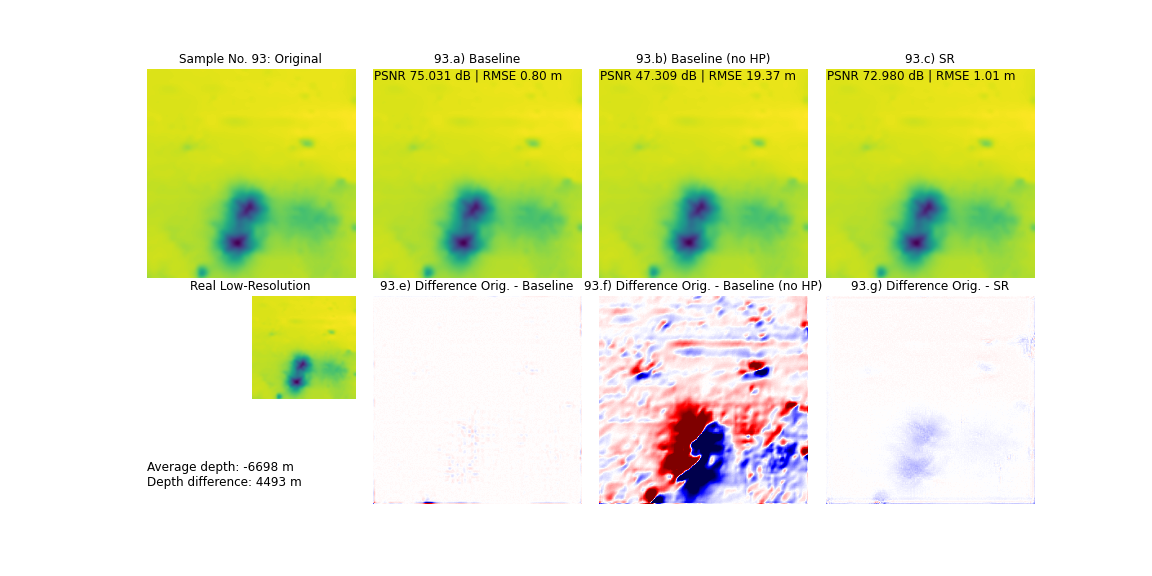 Sample No. 93: Original
93.a) Baseline
93.b) Baseline (no HP)
93.c) SR
PSNR 75.031 dB | RMSE 0.80 m
PSNR 47.309 dB | RMSE 19.37 m
PSNR 72.980 dB | RMSE 1.01 m
Real Low-Resolution
93.e) Difference Orig. - Baseline
93.f) Difference Orig. - Baseline (no HP)
93.g) Difference Orig. - SR
Average depth: -6698 m
Depth difference: 4493 m